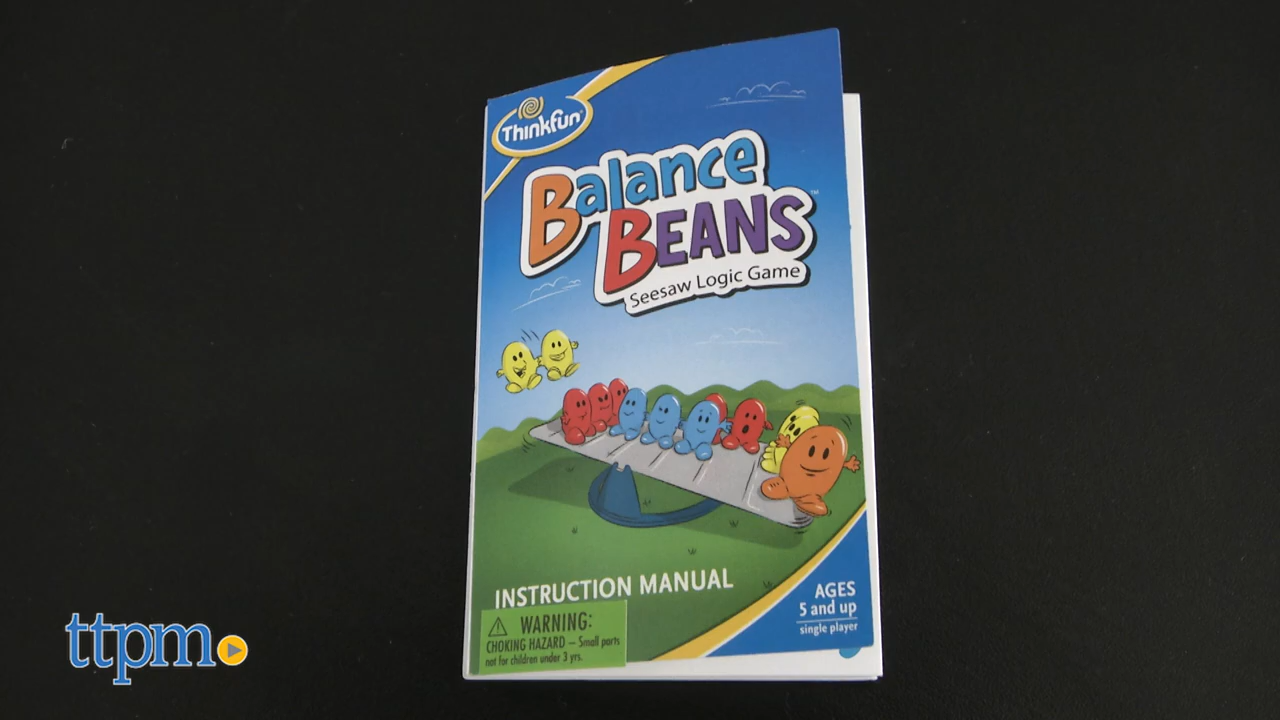 ThinkFun®
Balance
BEANS™
Seesaw Logic Game
INSTRUCTION MANUAL
WARNING:
CHOKING HAZARD — Small parts
not for children under 3 yrs.
AGES
5 and up
single player
ttpm